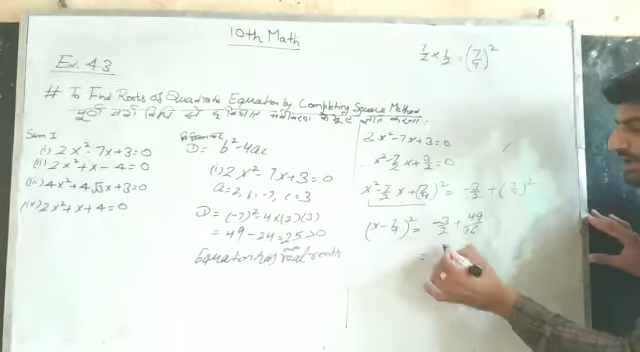 10th Math
7/2 × 1/2 = (7/4)²
Ex. 4.3
# To Find Roots of Quadratic Equation by Completing Square Method
पूर्ण वर्ग विधि से द्विघात समीकरण के मूल ज्ञात करना.
Sum I
(i) 2x² - 7x + 3 = 0
(ii) 2x² + x - 4 = 0
(iii) 4x² + 4√3x + 3 = 0
(iv) 2x² + x + 4 = 0
D = b² - 4ac
(i) 2x² - 7x + 3 = 0
a = 2, b = -7, c = 3
D = (-7)² 4×(2)(3)
= 49 - 24 = 25 > 0
Equation has real roots
2x² - 7x + 3 = 0
x² - 7/2 x + 3/2 = 0
x² - 7/2 x + (7/4)² = -3/2 + (7/4)²
(x - 7/4)² = -3/2 + 49/16
=